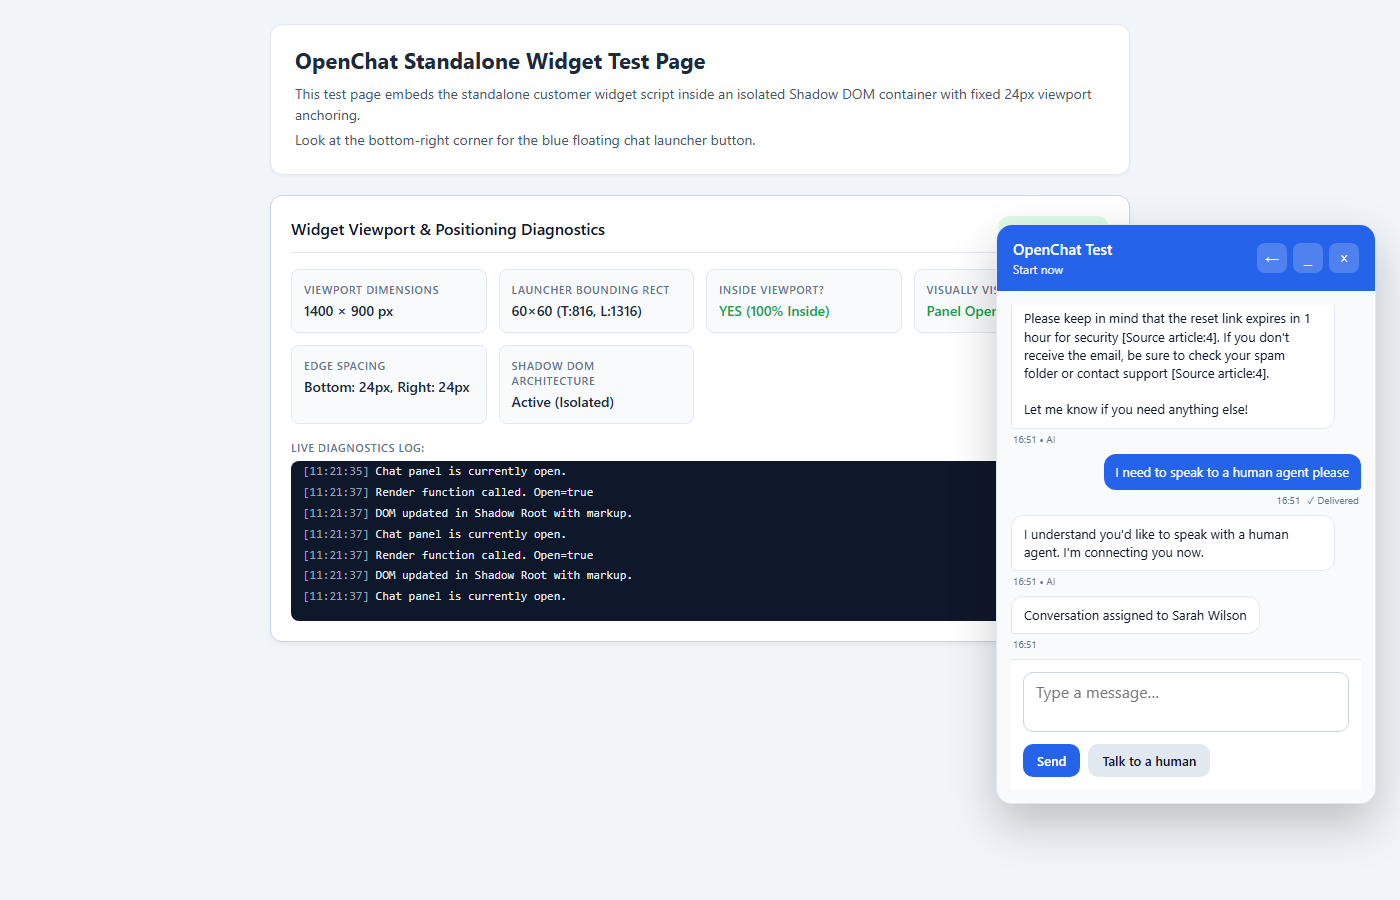 OpenChat Standalone Widget Test Page
This test page embeds the standalone customer widget script inside an isolated Shadow DOM container with fixed 24px viewport
anchoring.
Look at the bottom-right corner for the blue floating chat launcher button.
Widget Viewport & Positioning Diagnostics
VIEWPORT DIMENSIONS
1400 × 900 px
LAUNCHER BOUNDING RECT
60×60 (T:816, L:1316)
INSIDE VIEWPORT?
YES (100% Inside)
VISUALLY
Panel Open
EDGE SPACING
Bottom: 24px, Right: 24px
SHADOW DOM
ARCHITECTURE
Active (Isolated)
LIVE DIAGNOSTICS LOG:
[11:21:35] Chat panel is currently open.
[11:21:37] Render function called. Open=true
[11:21:37] DOM updated in Shadow Root with markup.
[11:21:37] Chat panel is currently open.
[11:21:37] Render function called. Open=true
[11:21:37] DOM updated in Shadow Root with markup.
[11:21:37] Chat panel is currently open.
OpenChat Test
Start now
← _ ×
Please keep in mind that the reset link expires in 1
hour for security [Source article:4]. If you don't
receive the email, be sure to check your spam
folder or contact support [Source article:4].
Let me know if you need anything else!
16:51 • AI
I need to speak to a human agent please
16:51 ✓ Delivered
I understand you'd like to speak with a human
agent. I'm connecting you now.
16:51 • AI
Conversation assigned to Sarah Wilson
16:51
Type a message...
Send
Talk to a human